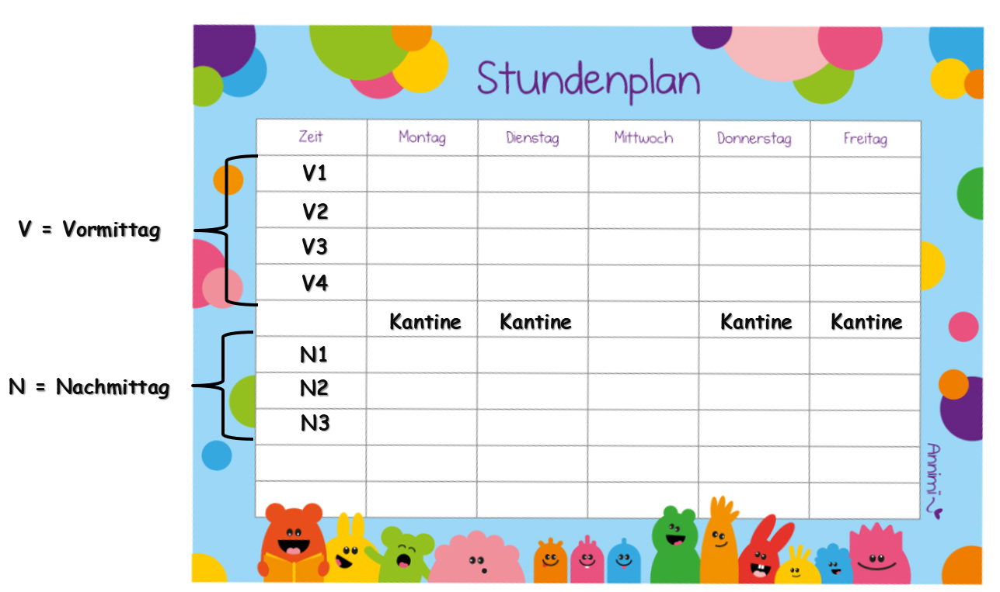 Stundenplan
Zeit Montag Dienstag Mittwoch Donnerstag Freitag
V1
V2
V = Vormittag
V3
V4
Kantine Kantine Kantine Kantine
N1
N = Nachmittag
N2
N3
Annimi